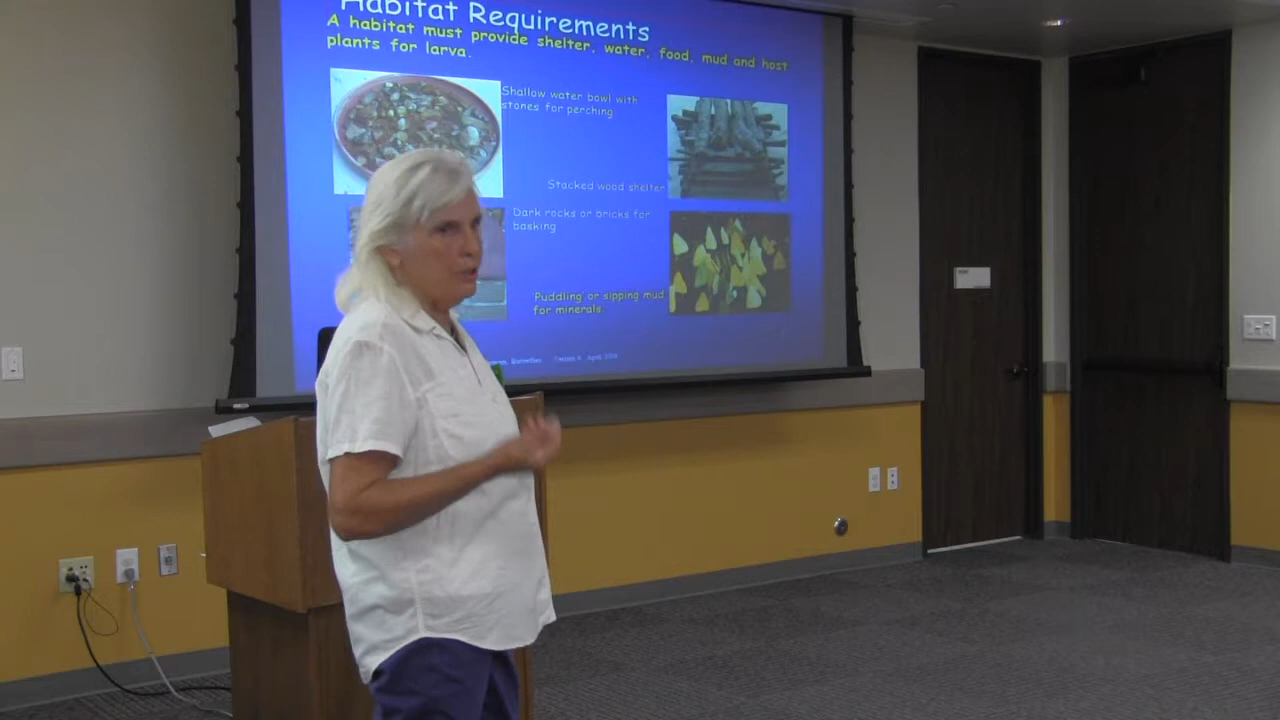 Habitat Requirements
A habitat must provide shelter, water, food, mud and host
plants for larva.
Shallow water bowl with
stones for perching
Stacked wood shelter
Dark rocks or bricks for
basking
Puddling or sipping mud
for minerals.